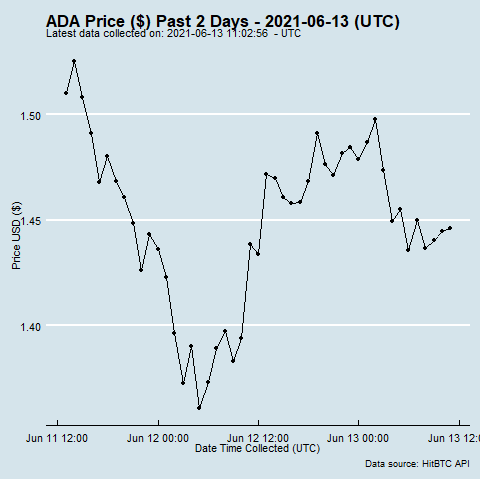 ADA Price ($) Past 2 Days - 2021-06-13 (UTC)
Latest data collected on: 2021-06-13 11:02:56 - UTC
1.50
1.45
1.40
Price USD ($)
Jun 11 12:00 Jun 12 00:00 Jun 12 12:00 Jun 13 00:00 Jun 13 12:00
Date Time Collected (UTC)
Data source: HitBTC API